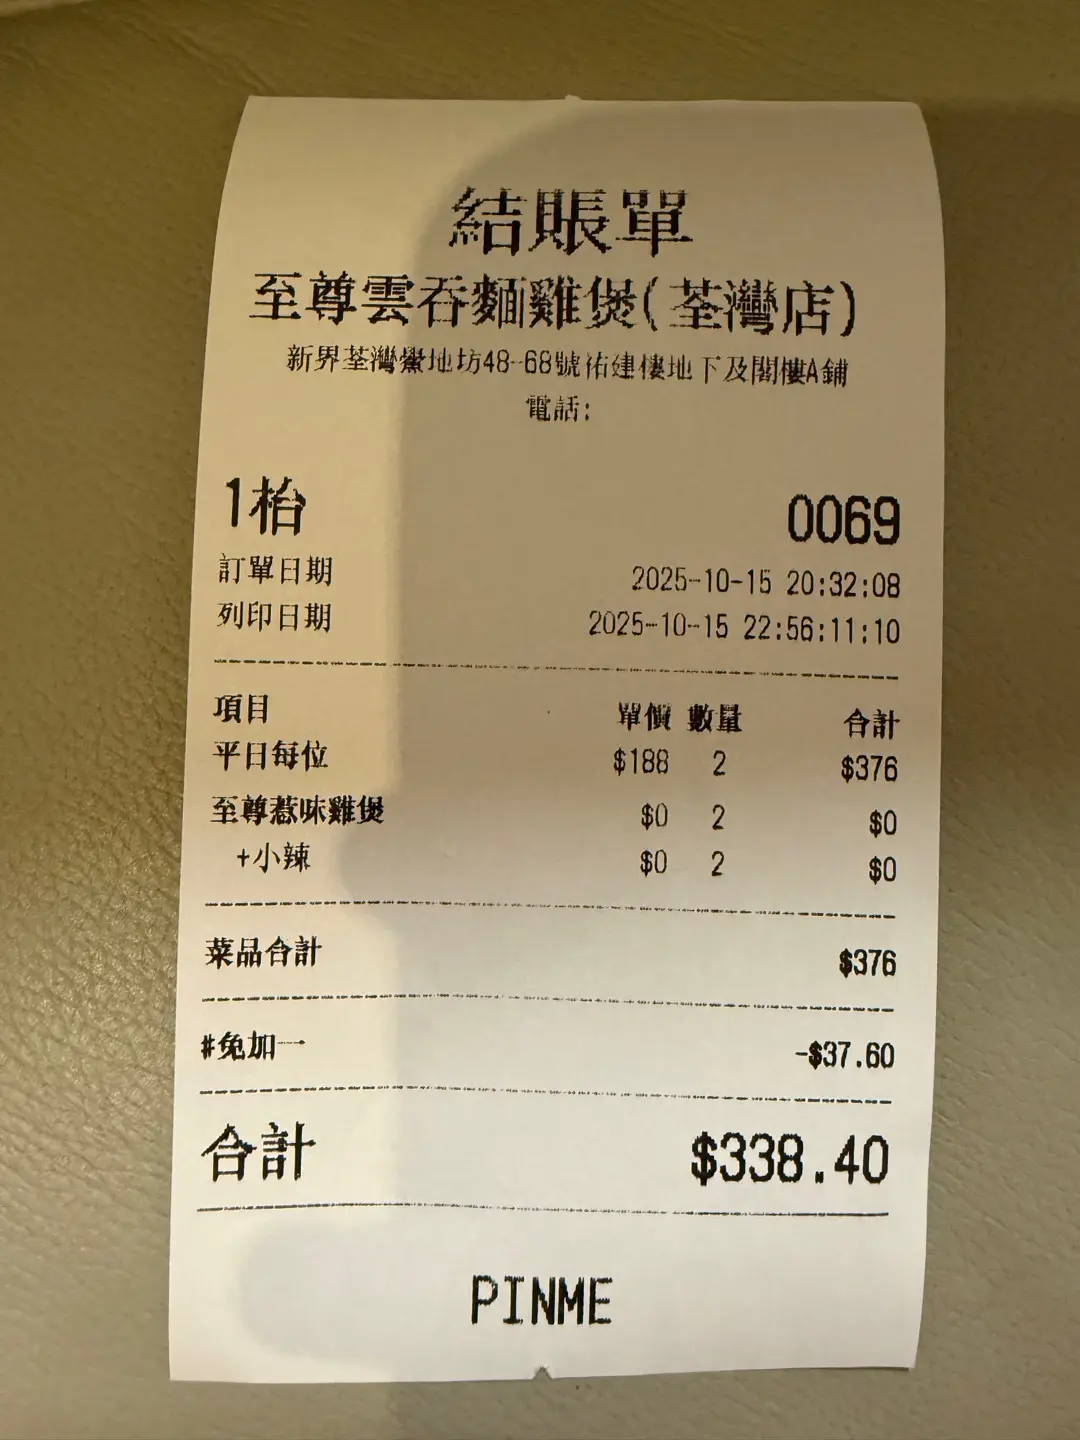 結賬單
至尊雲吞麵雞煲(荃灣店)
新界荃灣鱟地坊48-68號祐建樓地下及閣樓A鋪
電話:
1枱 0069
訂單日期 2025-10-15 20:32:08
列印日期 2025-10-15 22:56:11:10
項目 單價 數量 合計
平日每位 $188 2 $376
至尊惹味雞煲 $0 2 $0
+小辣 $0 2 $0
菜品合計 $376
#免加一 -$37.60
合計 $338.40
PINME